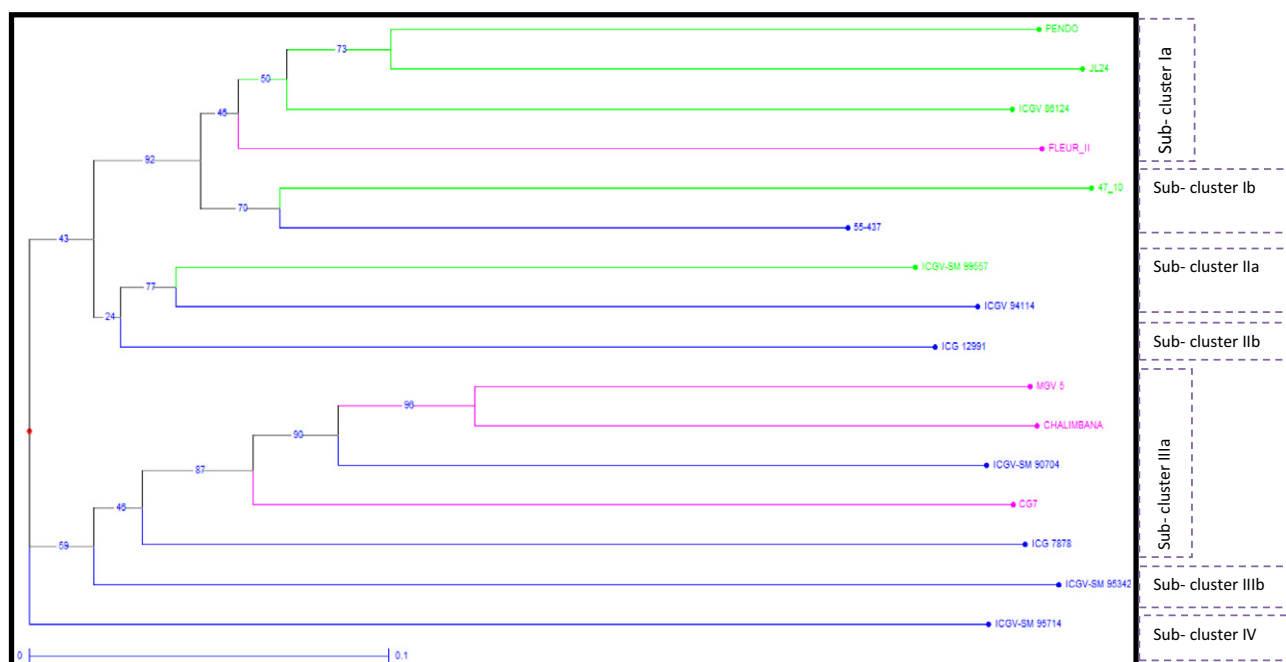 PENDO
73
JL24
50
ICGV 86124
46
FLEUR_II
Sub- cluster Ia
92
47_10
Sub- cluster Ib
70
55-437
43
ICGV-SM 99557
Sub- cluster IIa
77
ICGV 94114
24
ICG 12991
Sub- cluster IIb
MGV 5
96
CHALIMBANA
90
ICGV-SM 90704
87
CG7
46
ICG 7878
Sub- cluster IIIa
59
ICGV-SM 95342
Sub- cluster IIIb
ICGV-SM 95714
Sub- cluster IV
0 0.1